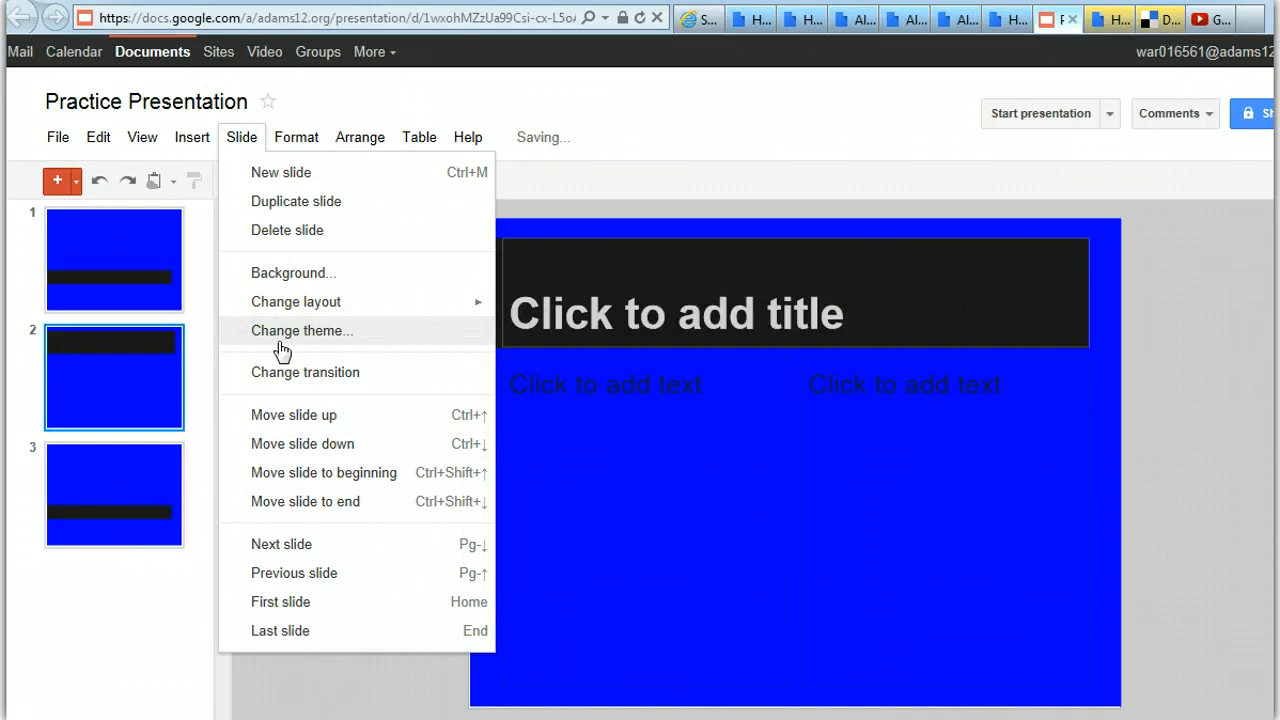 https://docs.google.com/a/adams12.org/presentation/d/1wxohMZzUa99Csi-cx-L5o
S... H... H... Al... Al... Al... H... H... D... G...
Mail Calendar Documents Sites Video Groups More
war016561@adams12
Practice Presentation
Start presentation Comments
File Edit View Insert Slide Format Arrange Table Help Saving...
New slide Ctrl+M
Duplicate slide
Delete slide
Background...
Change layout
Change theme...
Change transition
Move slide up Ctrl+↑
Move slide down Ctrl+↓
Move slide to beginning Ctrl+Shift+↑
Move slide to end Ctrl+Shift+↓
Next slide Pg-↓
Previous slide Pg-↑
First slide Home
Last slide End
1
2
3
Click to add title
Click to add text Click to add text